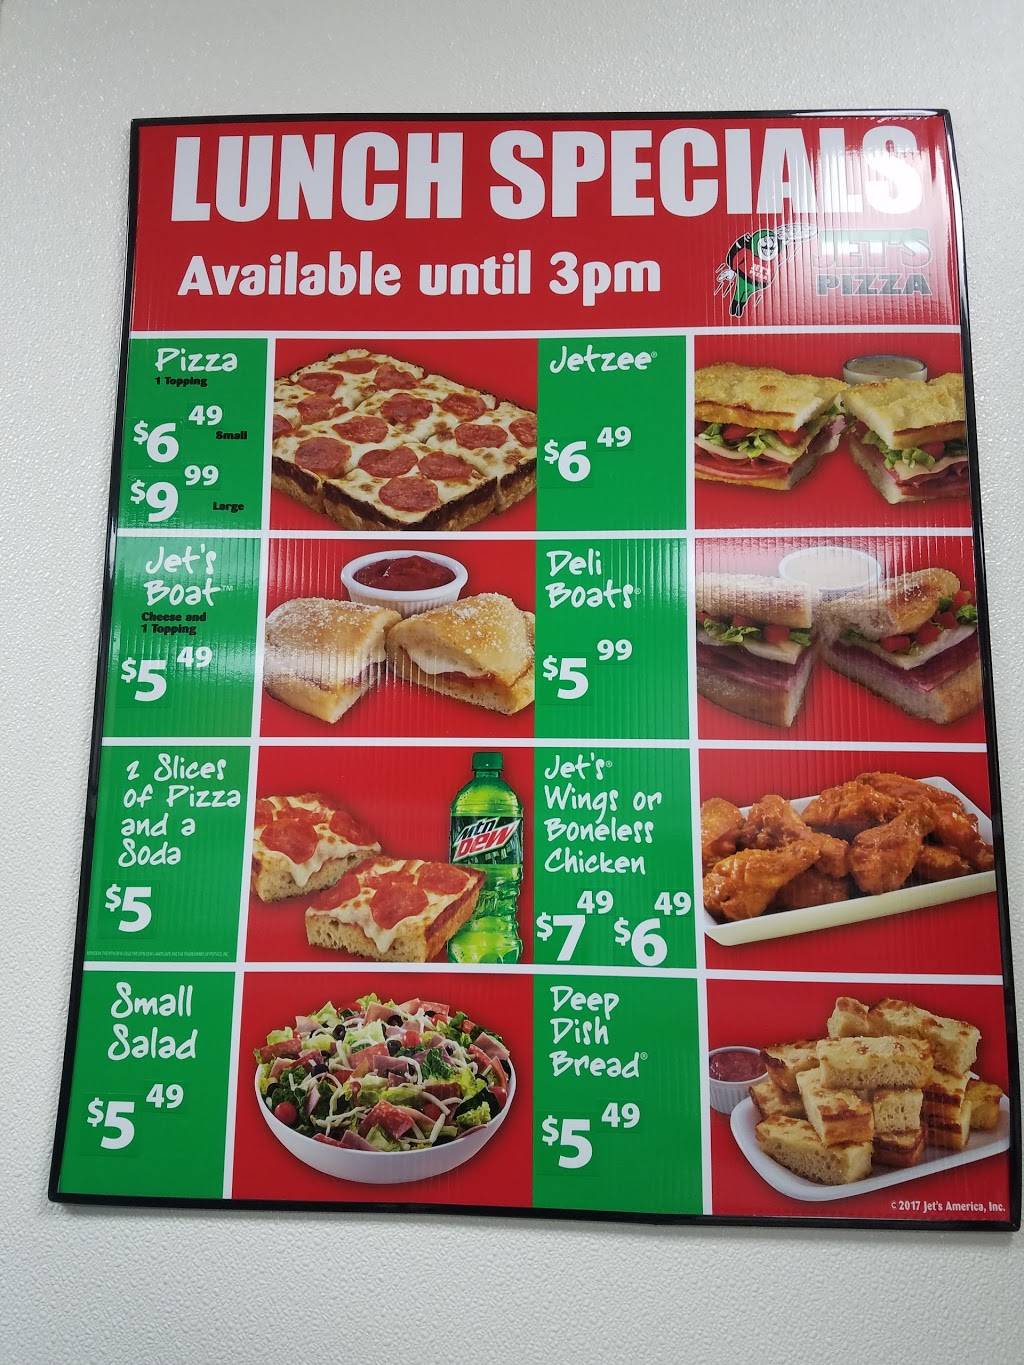 LUNCH SPECIALS
Available until 3pm
JET'S
PIZZA
Pizza
1 Topping
$6 49
Small
$9 99
Large
Jetzee®
$6 49
Jet's
Boat™
Cheese and
1 Topping
$5 49
Deli
Boats®
$5 99
2 Slices
of Pizza
and a
Soda
$5
Mtn
DEW
Jet's®
Wings or
Boneless
Chicken
$7 49 $6 49
Small
Salad
$5 49
Deep
Dish
Bread®
$5 49
© 2017 Jet's America, Inc.